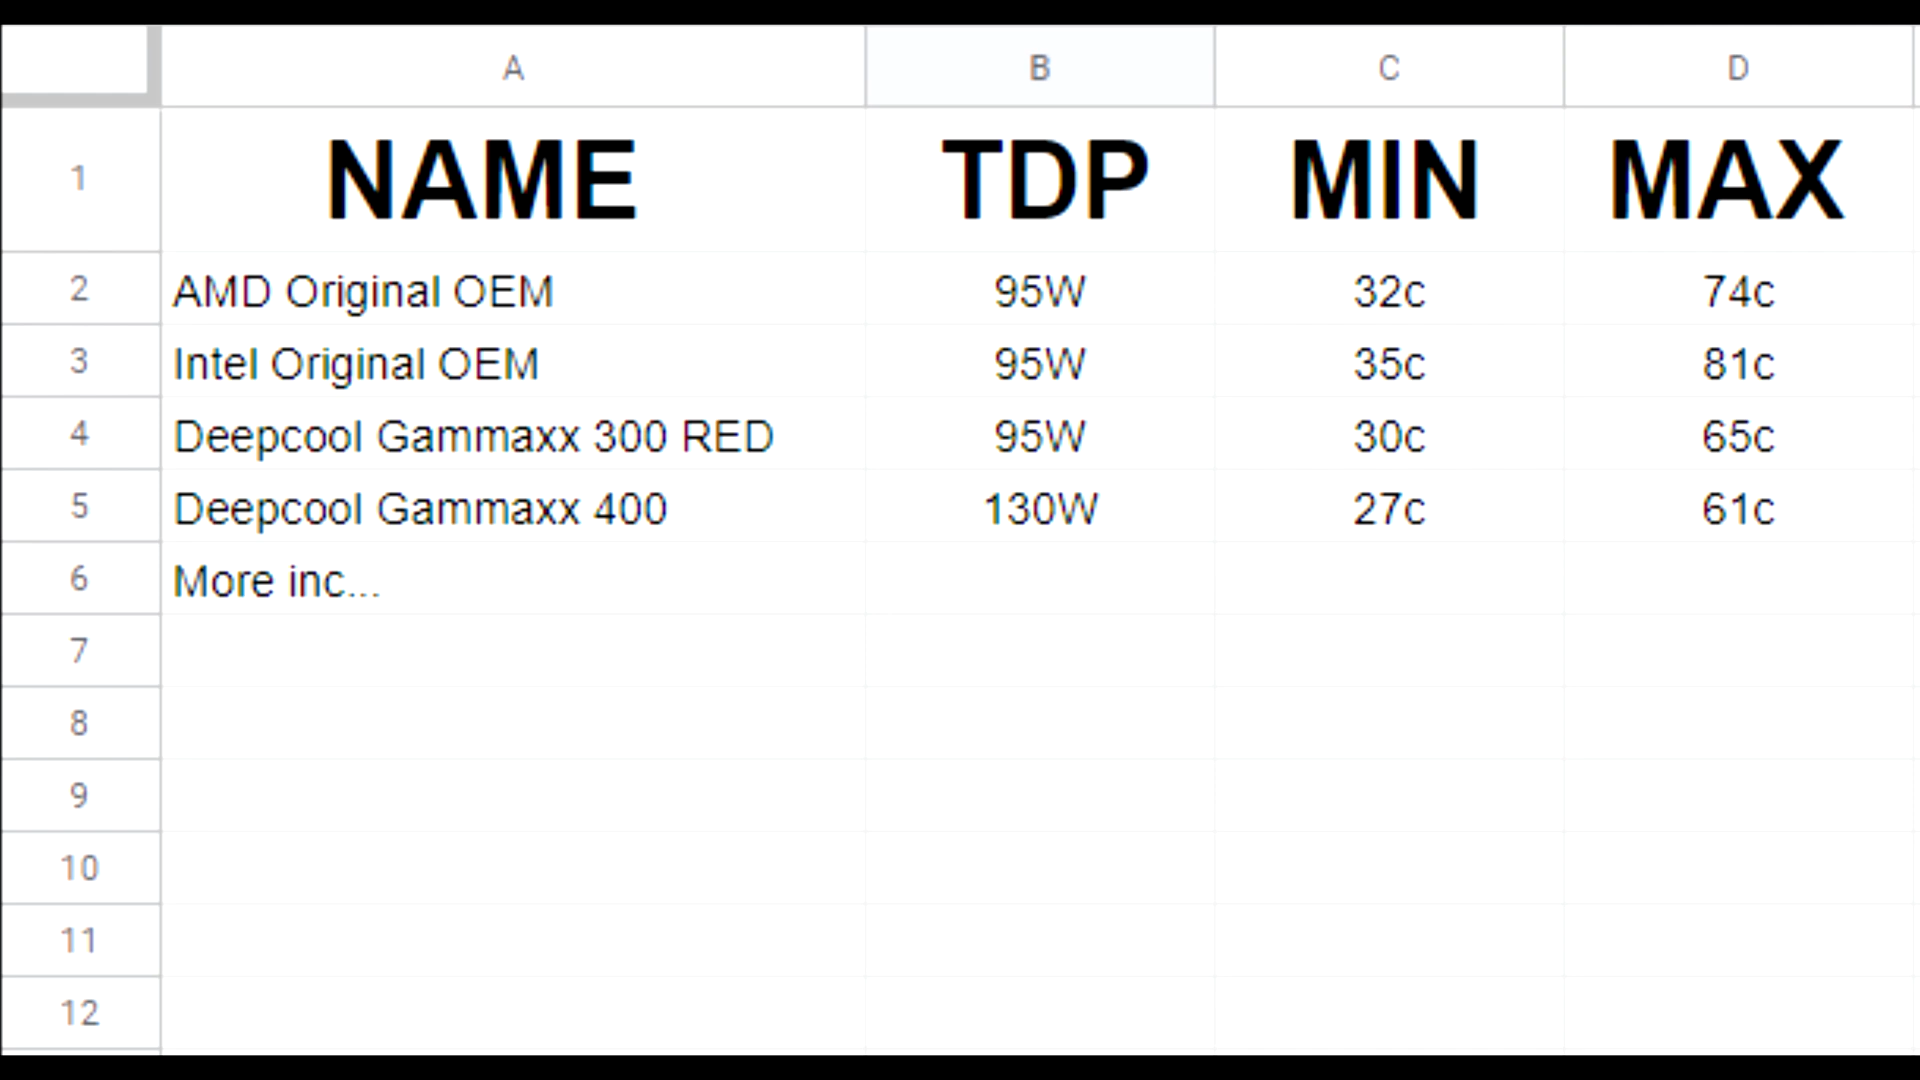 A B C D
1 NAME TDP MIN MAX
2 AMD Original OEM 95W 32c 74c
3 Intel Original OEM 95W 35c 81c
4 Deepcool Gammaxx 300 RED 95W 30c 65c
5 Deepcool Gammaxx 400 130W 27c 61c
6 More inc...
7
8
9
10
11
12